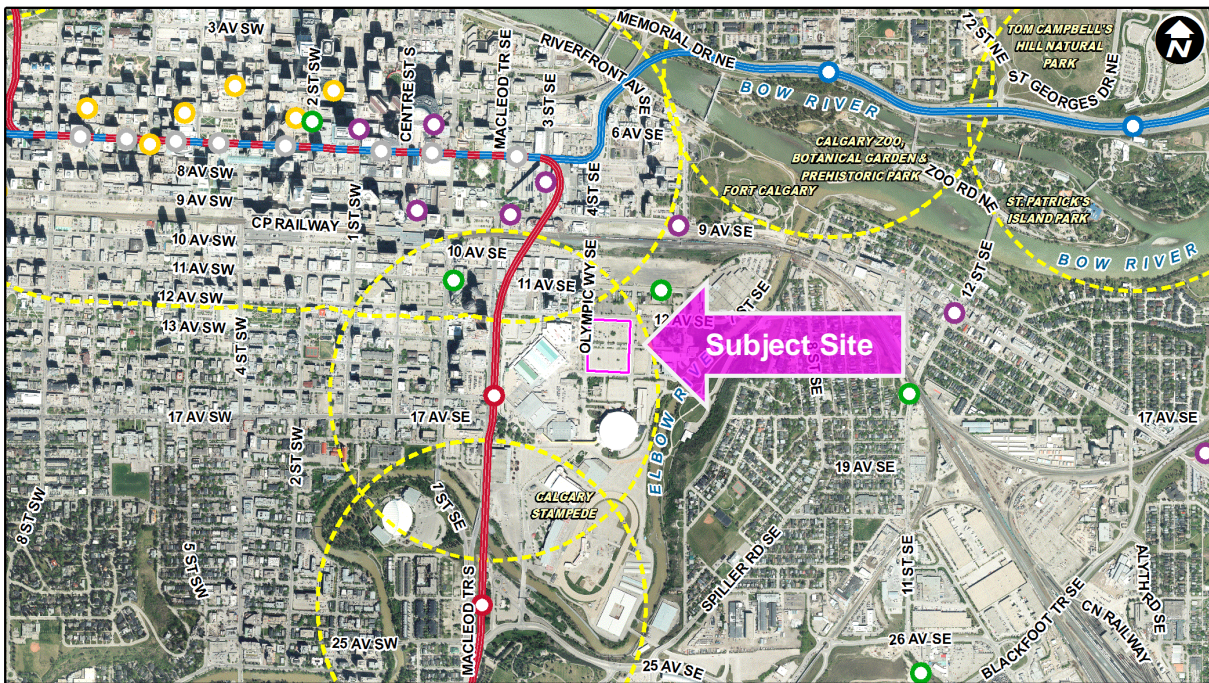 3 AV SW
MEMORIAL DR NE
12 ST NE
TOM CAMPBELL'S
HILL NATURAL
PARK
N
RIVERFRONT AV SE
ST GEORGES DR NE
2 ST SW
CENTRE ST S
MACLEOD TR SE
3 ST SE
BOW RIVER
6 AV SE
CALGARY ZOO,
BOTANICAL GARDEN &
PREHISTORIC PARK
8 AV SW
4 ST SE
ZOO RD NE
FORT CALGARY
9 AV SW
1 ST SW
ST. PATRICK'S
ISLAND PARK
CP RAILWAY
9 AV SE
10 AV SW
10 AV SE
OLYMPIC WY SE
12 ST SE
BOW RIVER
11 AV SW
11 AV SE
12 AV SW
12 AV SE
13 AV SW
4 ST SW
Subject Site
ELBOW RIVER
8 ST SW
17 AV SW
17 AV SE
17 AV SE
2 ST SW
19 AV SE
1 ST SE
CALGARY
STAMPEDE
5 ST SW
11 ST SE
SPILLER RD SE
ALYTH RD SE
25 AV SW
MACLEOD TR S
25 AV SE
26 AV SE
BLACKFOOT TR SE
CN RAILWAY